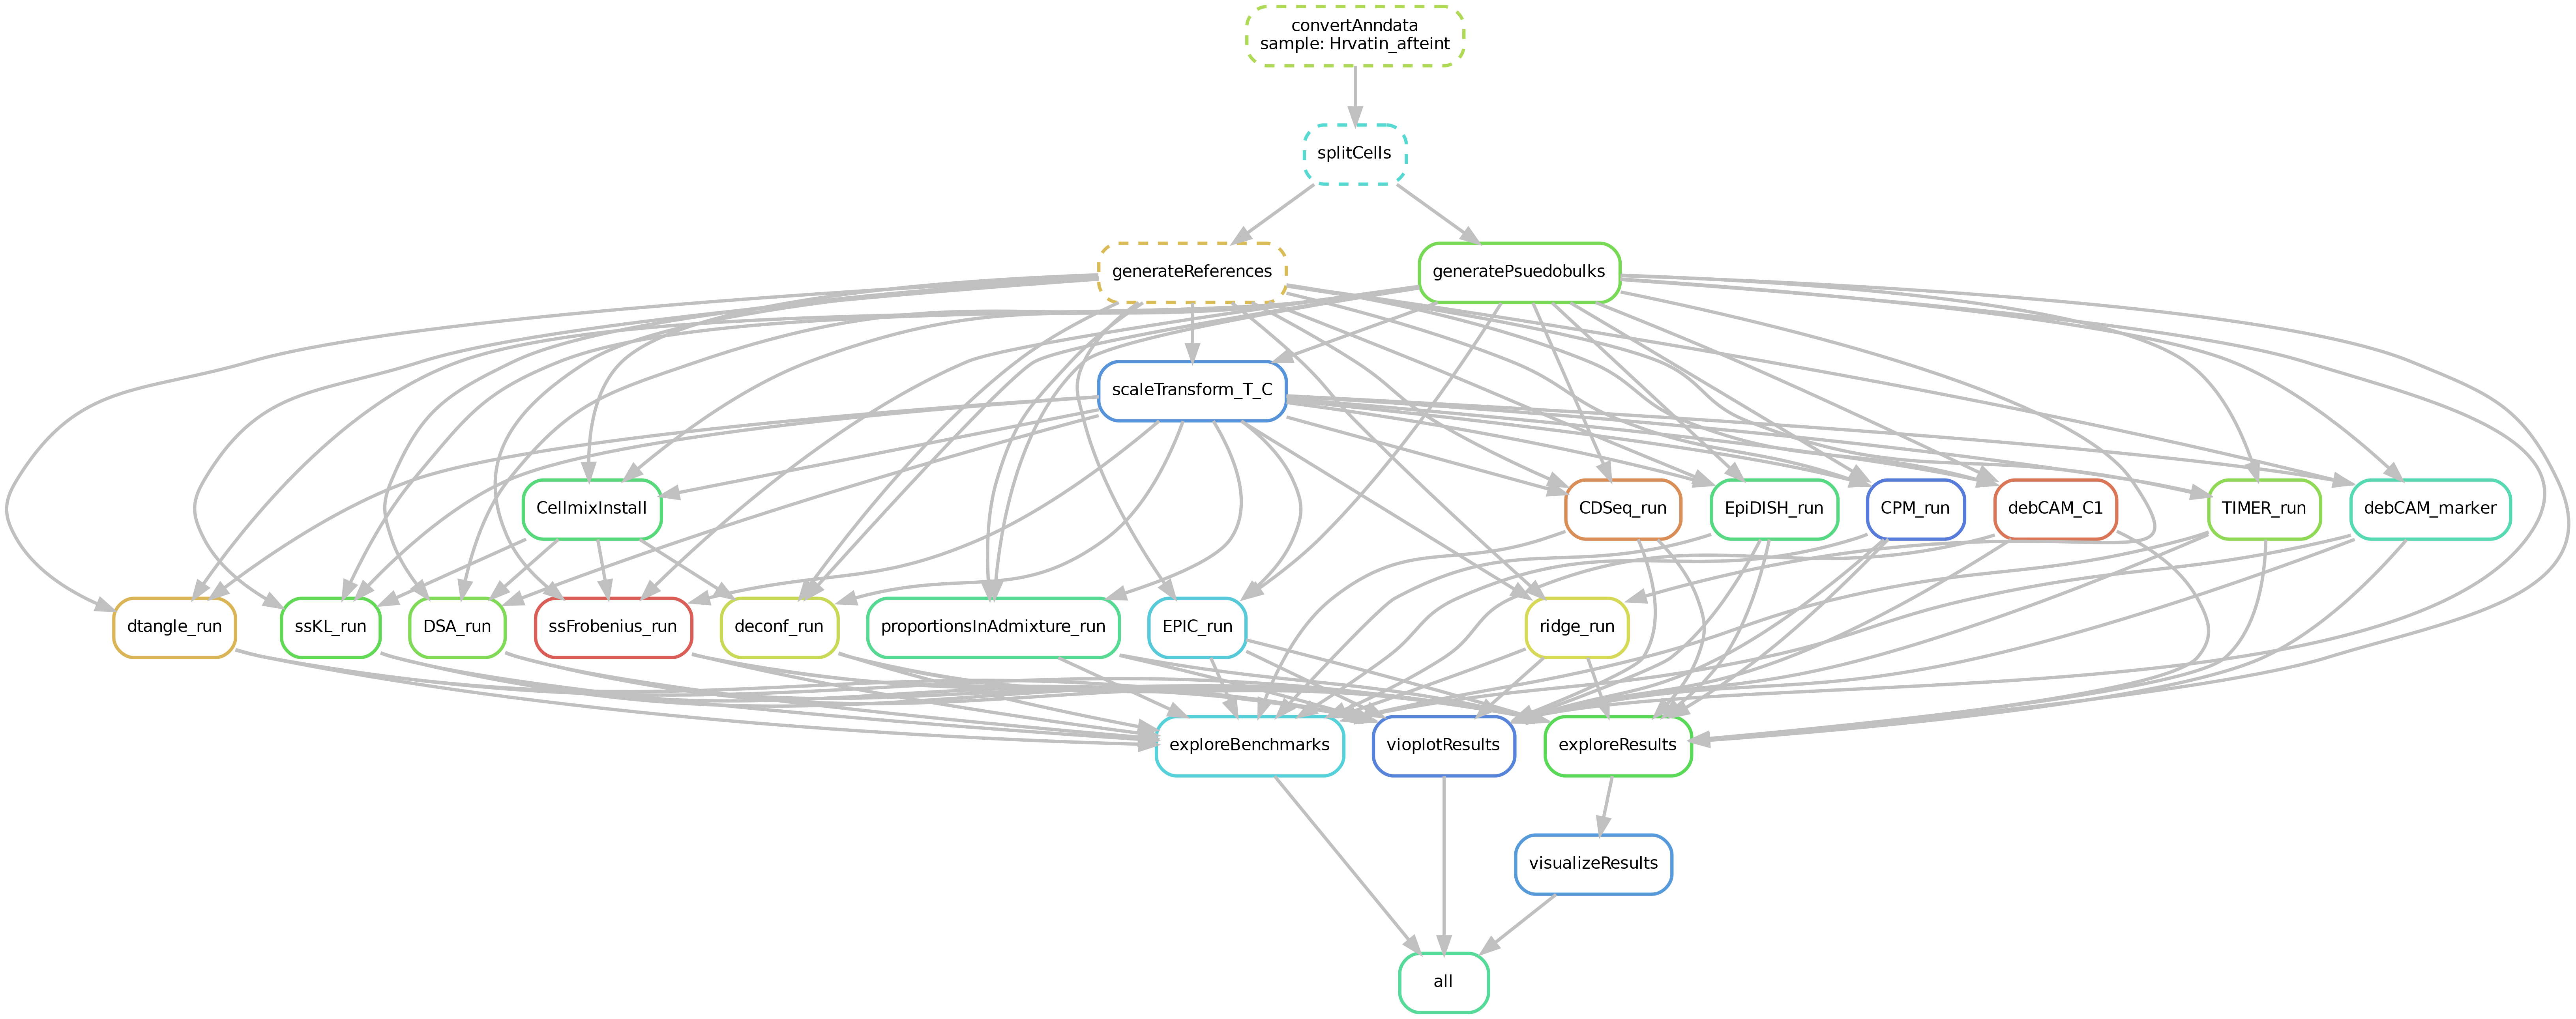 convertAnndata
sample: Hrvatin_afteint
splitCells
generateReferences
generatePsuedobulks
scaleTransform_T_C
CellmixInstall
CDSeq_run
EpiDISH_run
CPM_run
debCAM_C1
TIMER_run
debCAM_marker
dtangle_run
ssKL_run
DSA_run
ssFrobenius_run
deconf_run
proportionsInAdmixture_run
EPIC_run
ridge_run
exploreBenchmarks
vioplotResults
exploreResults
visualizeResults
all